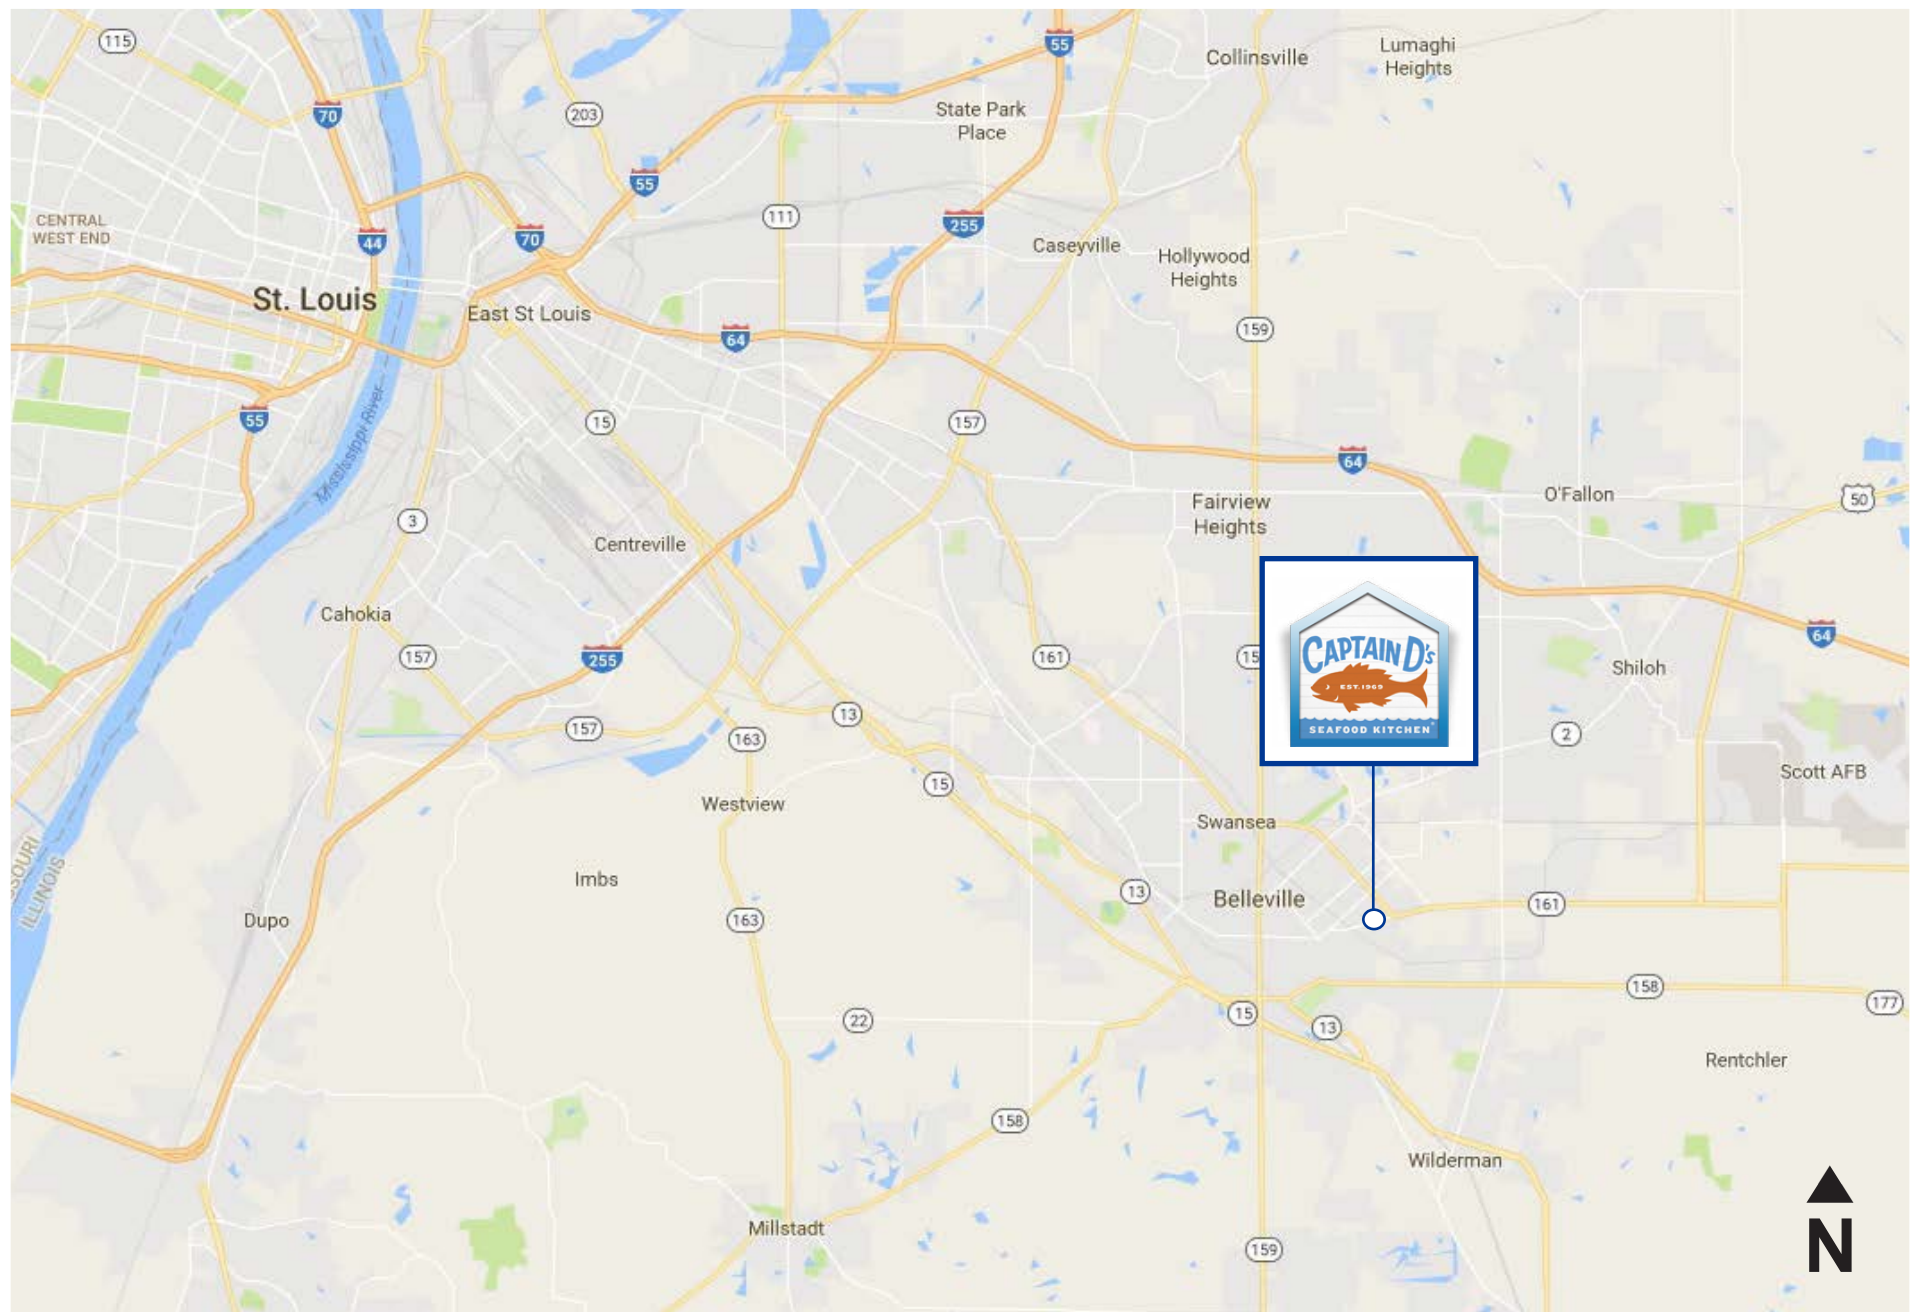 115
55
Collinsville
Lumaghi
Heights
70
203
State Park
Place
55
CENTRAL
WEST END
44
70
111
255
Caseyville
Hollywood
Heights
St. Louis
East St Louis
64
159
55
15
157
64
Mississippi River
3
Centreville
Fairview
Heights
O'Fallon
50
Cahokia
157
255
161
15
CAPTAIN D's
EST. 1969
SEAFOOD KITCHEN
64
Shiloh
157
163
13
2
Scott AFB
15
Westview
Swansea
SOURI
ILLINOIS
Imbs
13
Belleville
161
Dupo
163
158
177
22
15
13
Rentchler
158
Wilderman
Millstadt
159
N